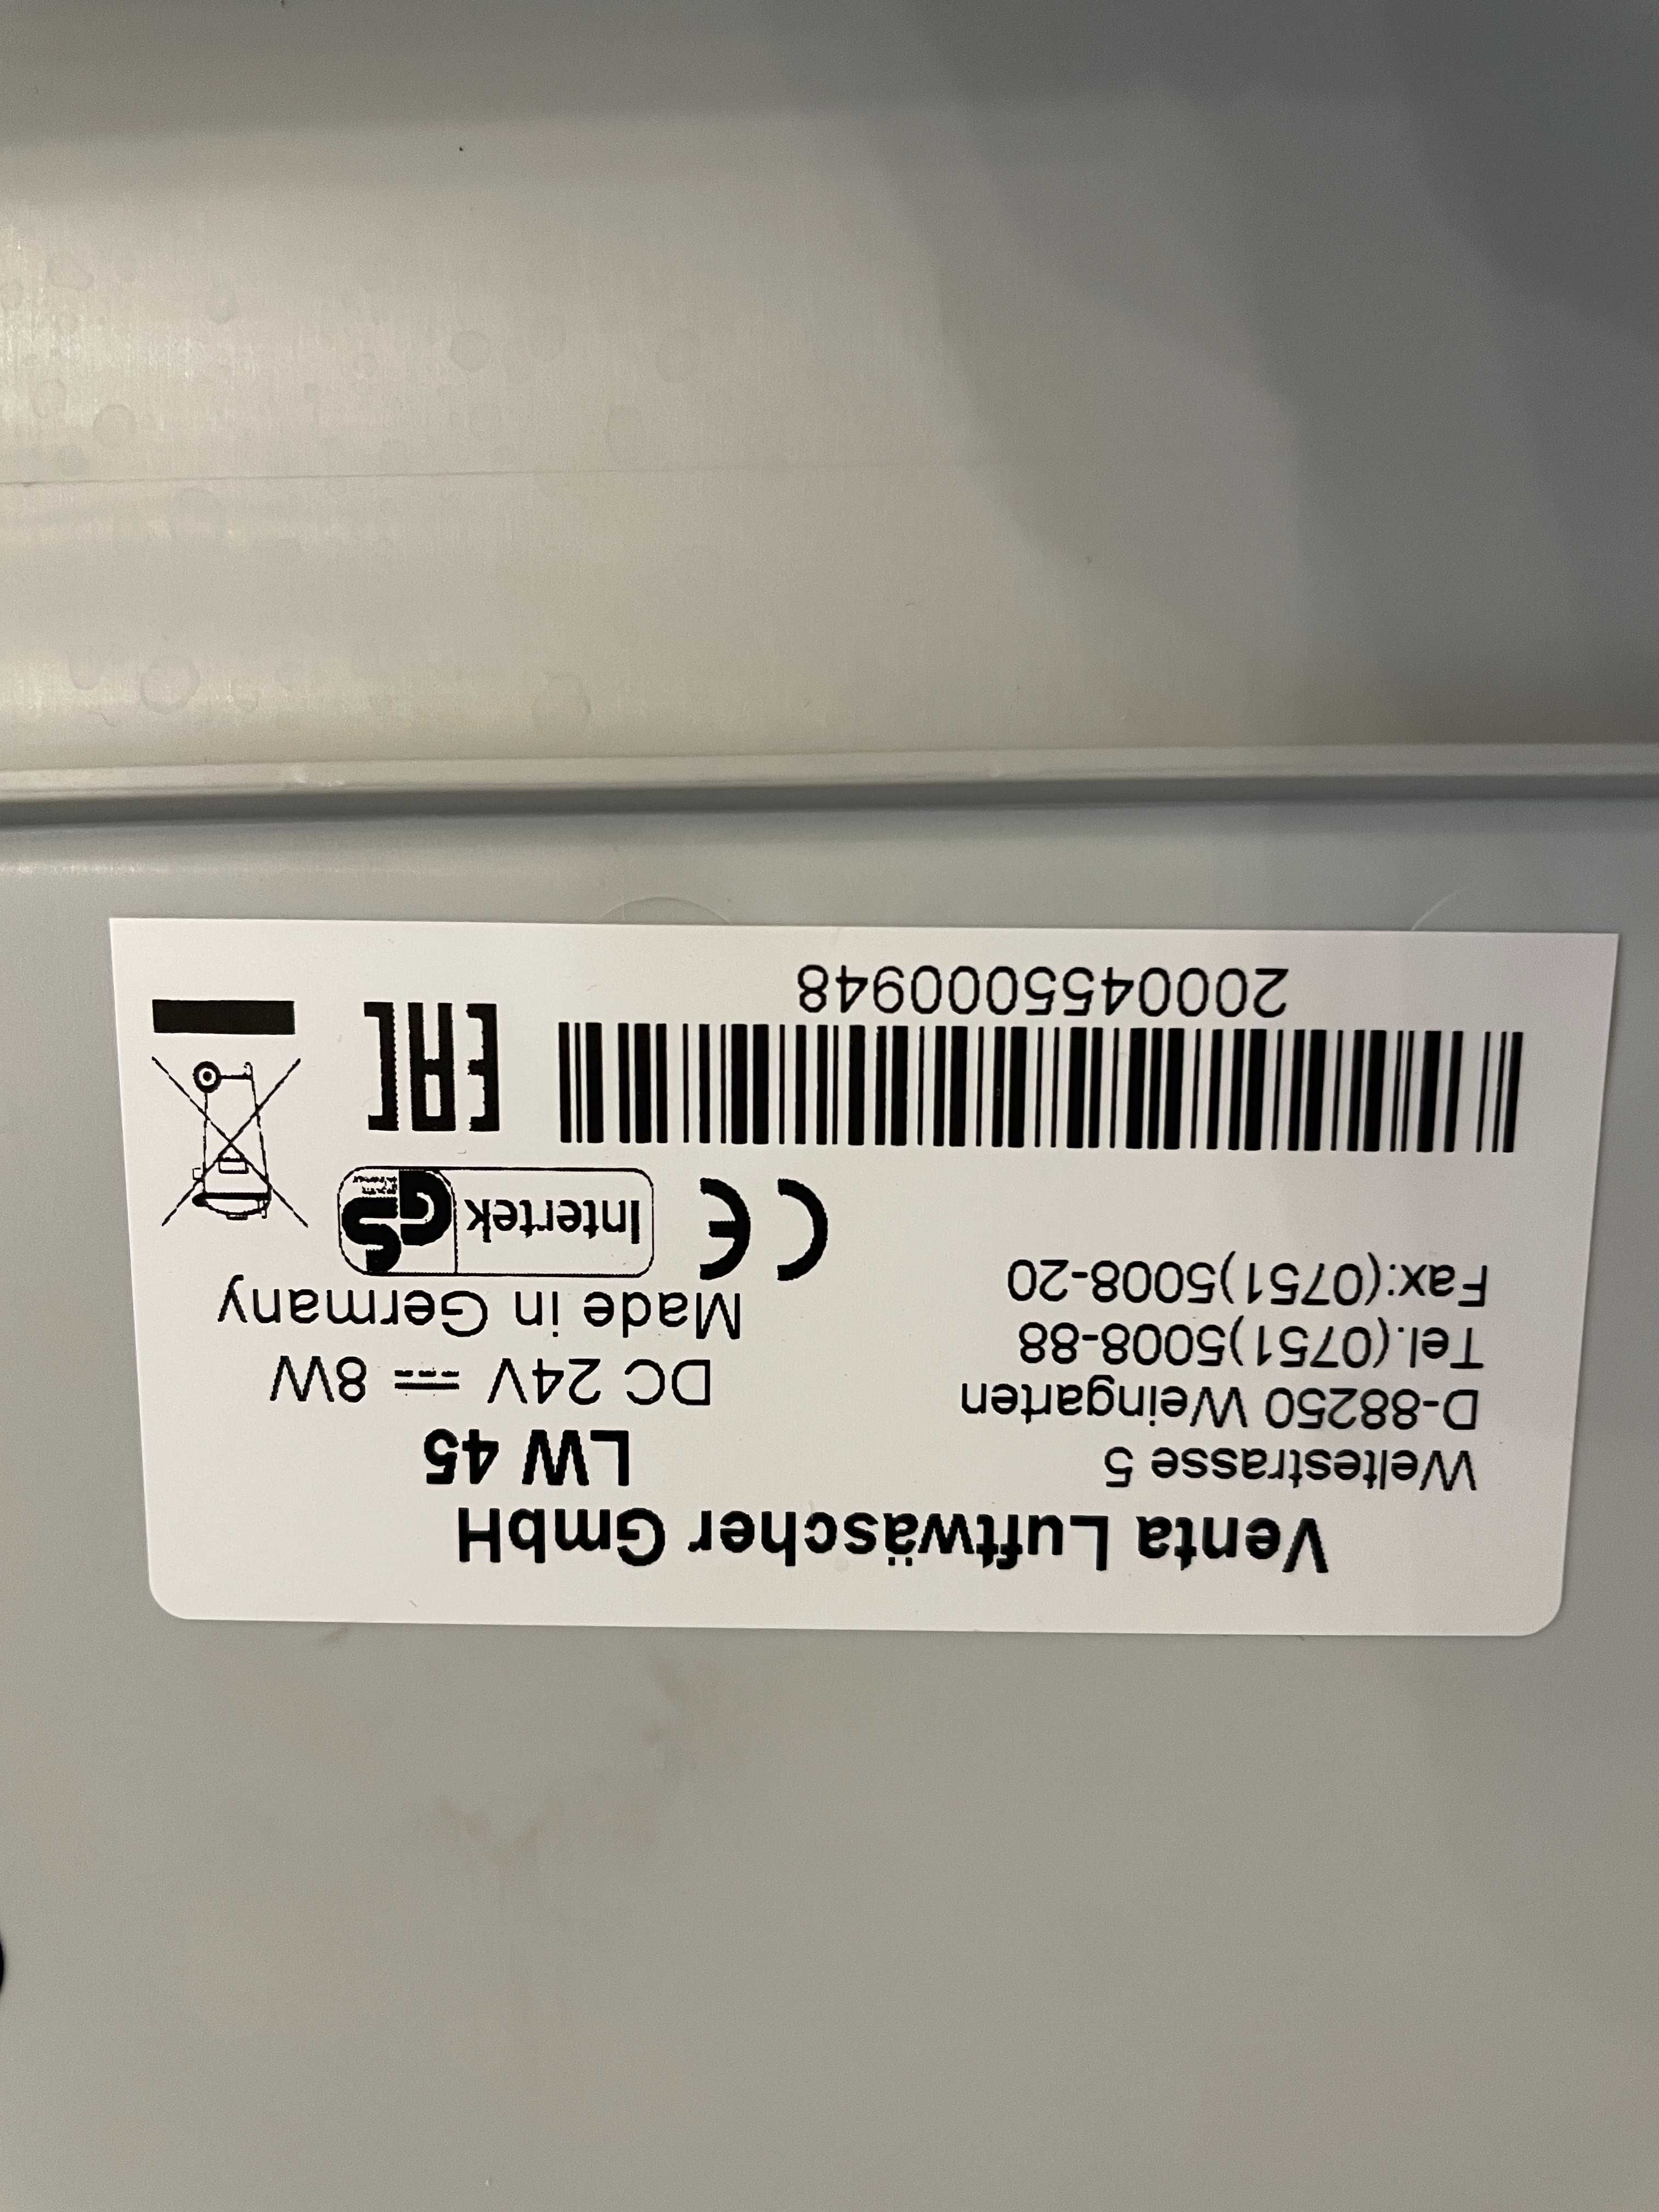 Venta Luftwäscher GmbH
Weltestrasse 5
D-88250 Weingarten
Tel.(0751)5008-88
Fax:(0751)5008-20
LW 45
DC 24V ⎓ 8W
Made in Germany
CE
Intertek
GS
EAC
2000455000948